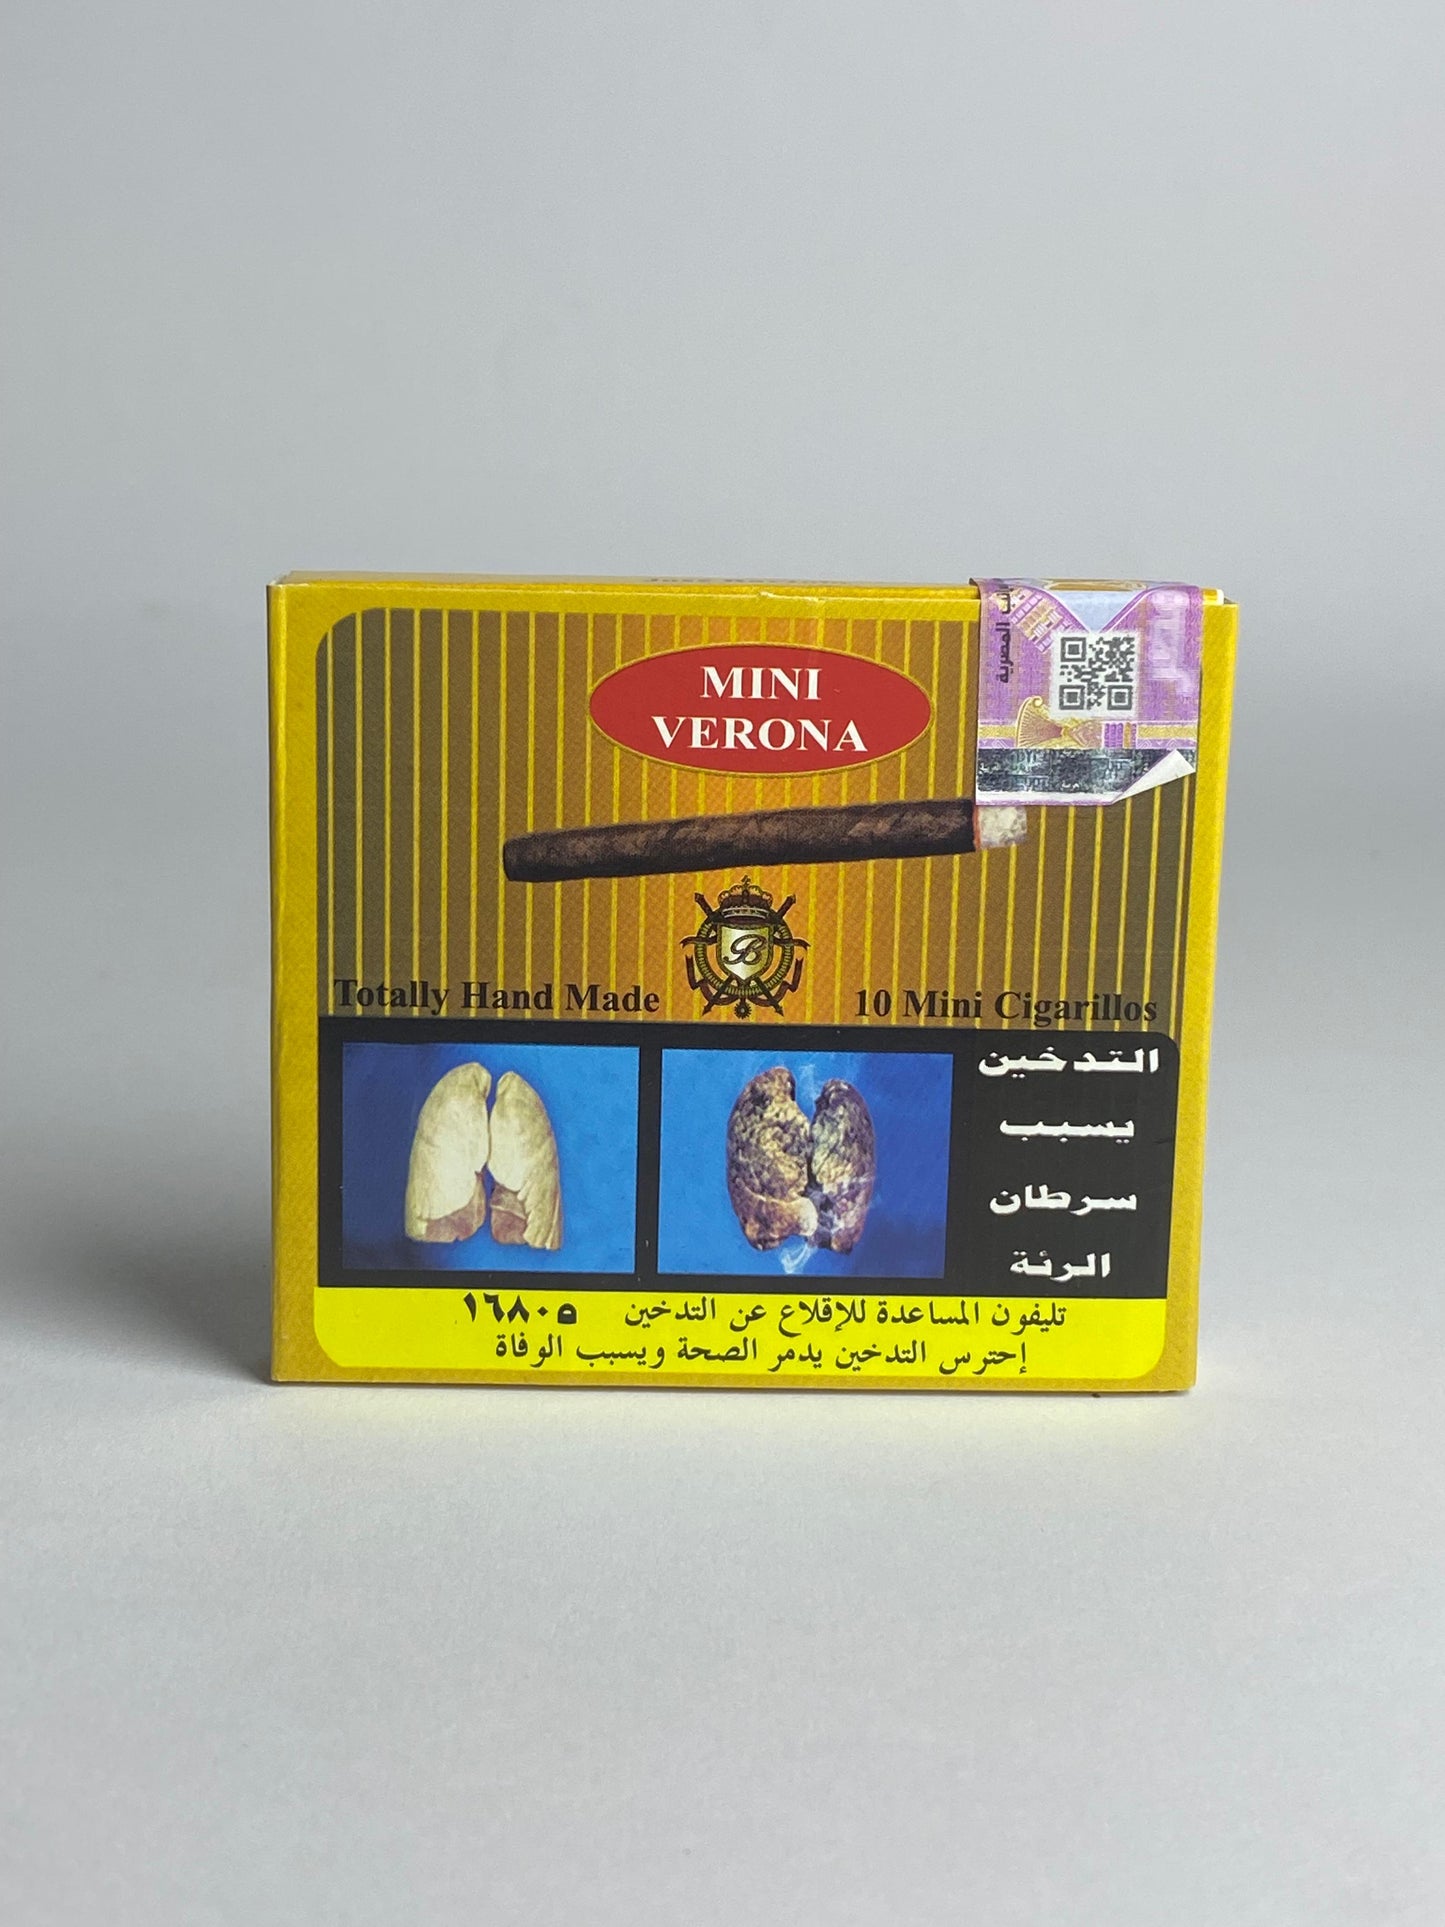 MINI
VERONA
المصرية
Totally Hand Made
B
10 Mini Cigarillos
التدخين
يسبب
سرطان
الرئة
تليفون المساعدة للإقلاع عن التدخين ١٦٨٠٥
إحترس التدخين يدمر الصحة ويسبب الوفاة